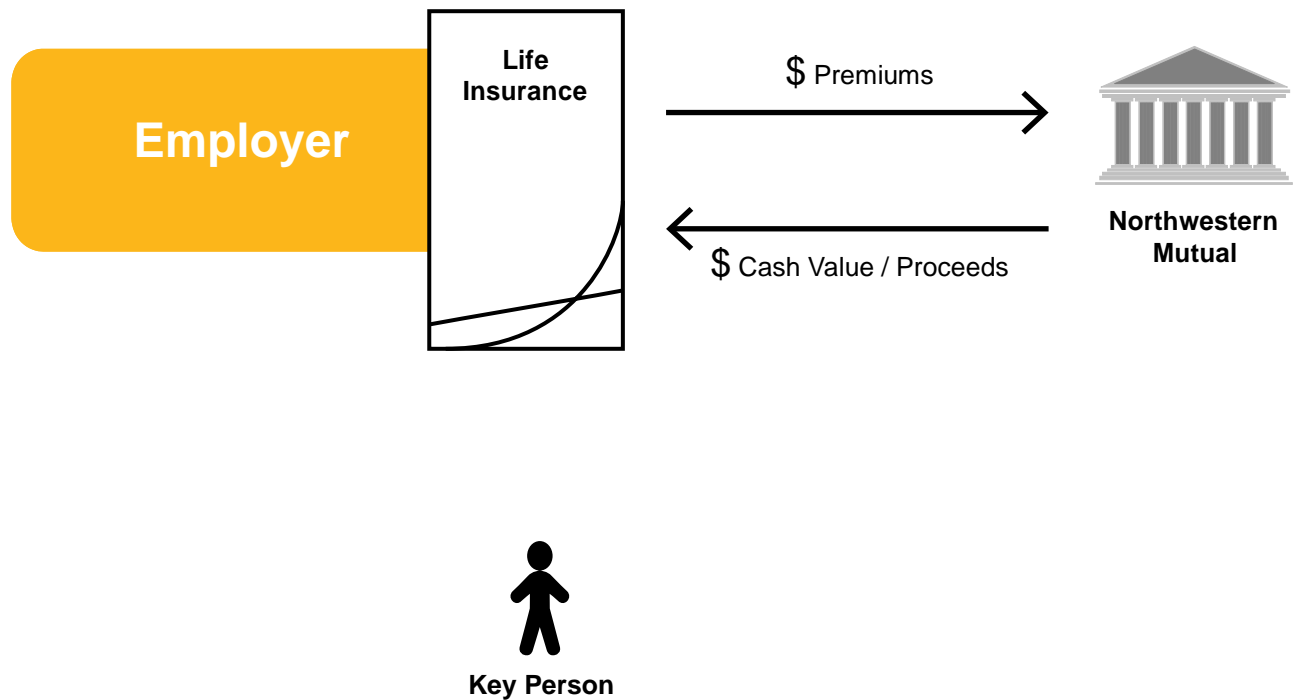 Life
Insurance
Employer
$ Premiums
$ Cash Value / Proceeds
Northwestern
Mutual
Key Person